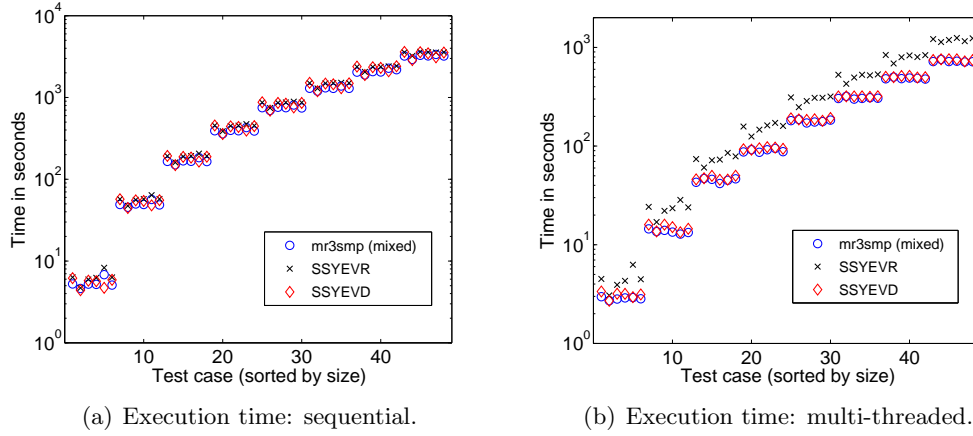 10^4
10^3
10^2
10^1
10^0
Time in seconds
mr3smp (mixed)
SSYEVR
SSYEVD
10 20 30 40
Test case (sorted by size)
(a) Execution time: sequential.
10^3
10^2
10^1
10^0
Time in seconds
mr3smp (mixed)
SSYEVR
SSYEVD
10 20 30 40
Test case (sorted by size)
(b) Execution time: multi-threaded.